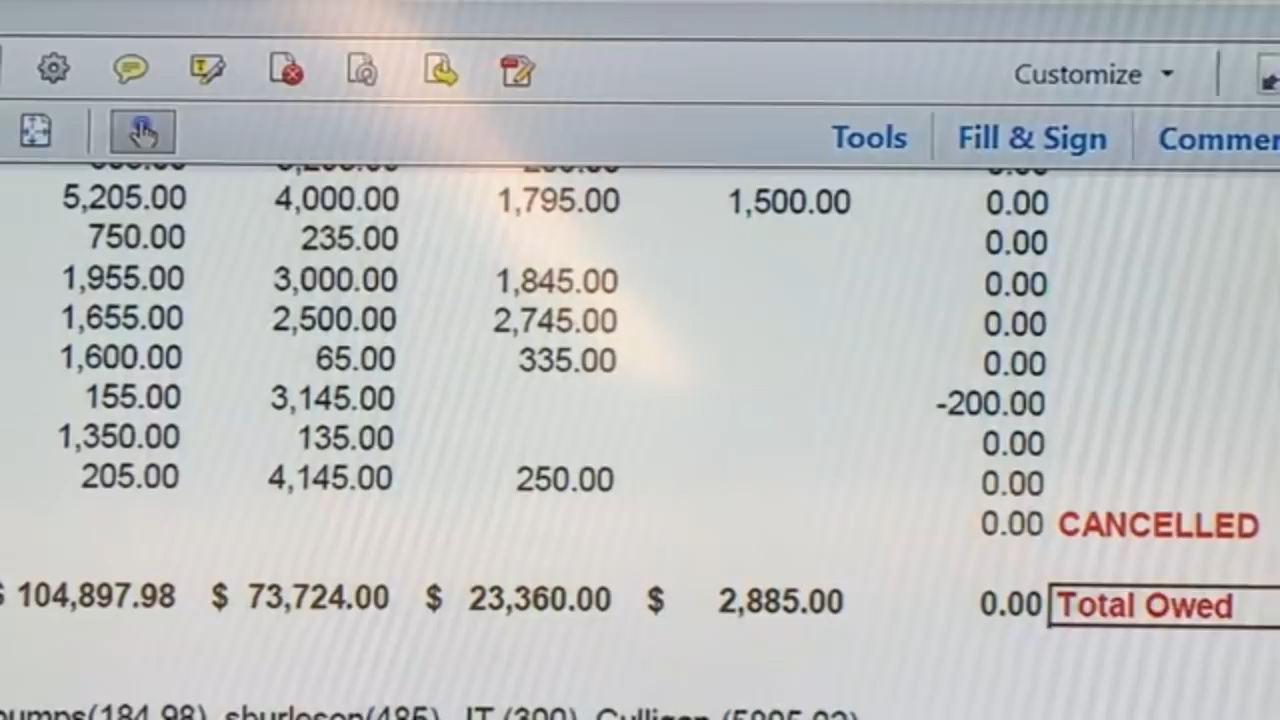 Customize
Tools Fill & Sign
5,205.00 4,000.00 1,795.00 1,500.00 0.00
750.00 235.00 0.00
1,955.00 3,000.00 1,845.00 0.00
1,655.00 2,500.00 2,745.00 0.00
1,600.00 65.00 335.00 0.00
155.00 3,145.00 -200.00
1,350.00 135.00 0.00
205.00 4,145.00 250.00 0.00
0.00 CANCELLED
$ 104,897.98 $ 73,724.00 $ 23,360.00 $ 2,885.00 0.00 Total Owed